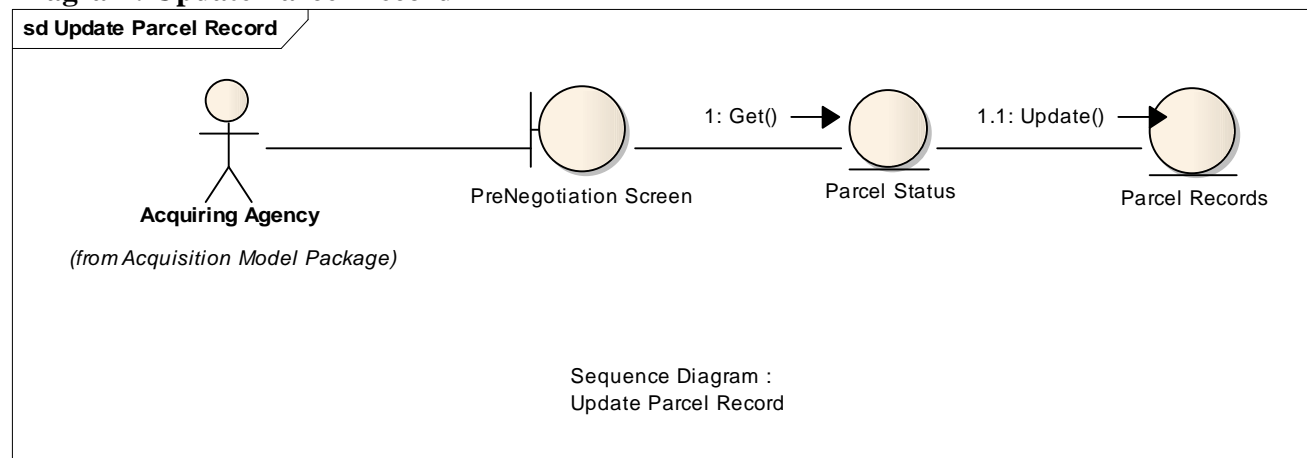 sd Update Parcel Record
1: Get()
1.1: Update()
PreNegotiation Screen
Parcel Status
Parcel Records
Acquiring Agency
(from Acquisition Model Package)
Sequence Diagram :
Update Parcel Record